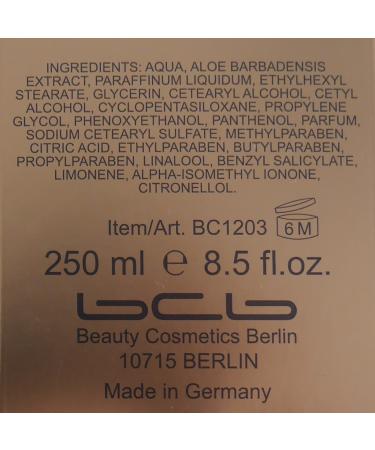 INGREDIENTS: AQUA, ALOE BARBADENSIS
EXTRACT, PARAFFINUM LIQUIDUM, ETHYLHEXYL
STEARATE, GLYCERIN, CETEARYL ALCOHOL, CETYL
ALCOHOL, CYCLOPENTASILOXANE, PROPYLENE
GLYCOL, PHENOXYETHANOL, PANTHENOL, PARFUM,
SODIUM CETEARYL SULFATE, METHYLPARABEN,
CITRIC ACID, ETHYLPARABEN, BUTYLPARABEN,
PROPYLPARABEN, LINALOOL, BENZYL SALICYLATE,
LIMONENE, ALPHA-ISOMETHYL IONONE,
CITRONELLOL.
Item/Art. BC1203 6M
250 ml e 8.5 fl.oz.
bcb
Beauty Cosmetics Berlin
10715 BERLIN
Made in Germany